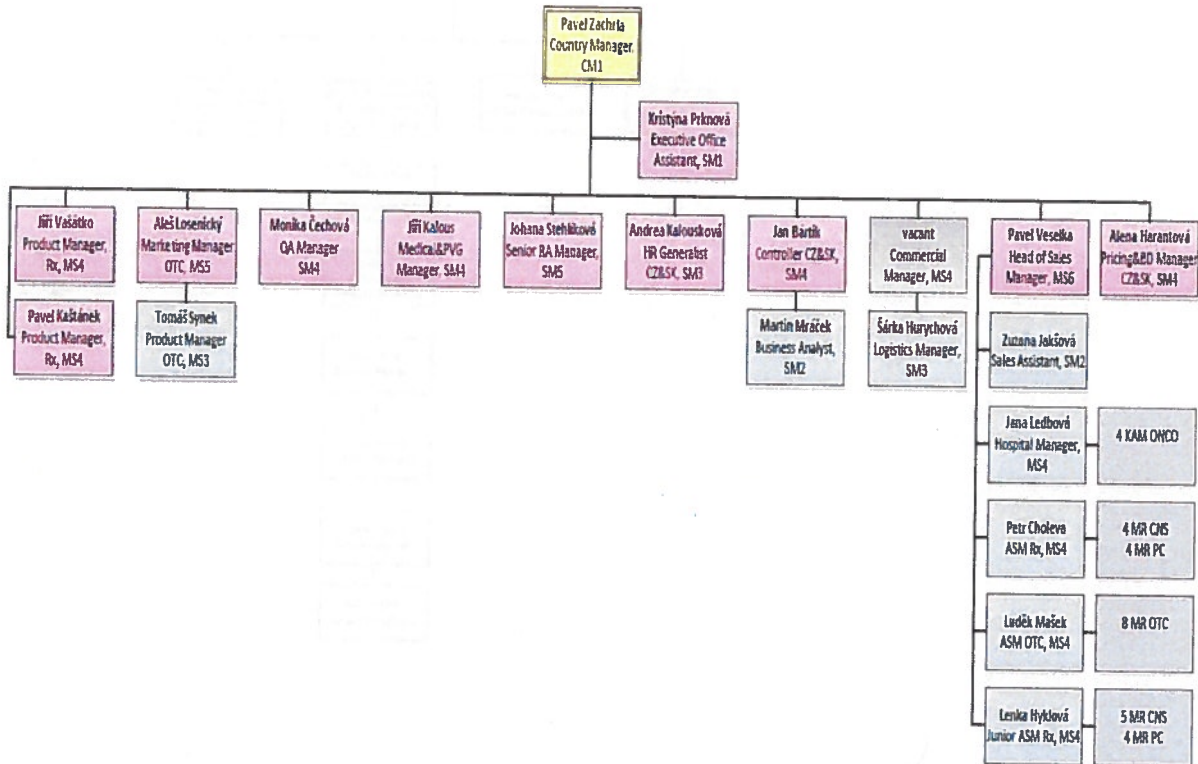 Pavel Zachrla
Country Manager,
CM1
Kristýna Prknová
Executive Office
Assistant, SM1
Jiří Vašátko
Product Manager,
Rx, MS4
Aleš Losenický
Marketing Manager
OTC, MS5
Monika Čechová
QA Manager
SM4
Jiří Kalous
Medical&PVG
Manager, SM4
Johana Stehlíková
Senior RA Manager,
SM5
Andrea Kalousková
HR Generalist
CZ&SK, SM3
Jan Bartík
Controller CZ&SK,
SM4
vacant
Commercial
Manager, MS4
Pavel Veselka
Head of Sales
Manager, MS6
Alena Harantová
Pricing&BD Manager
CZ&SK, SM4
Pavel Kaštánek
Product Manager,
Rx, MS4
Tomáš Synek
Product Manager
OTC, MS3
Martin Mráček
Business Analyst,
SM2
Šárka Hurychová
Logistics Manager,
SM3
Zuzana Jakšová
Sales Assistant, SM2
Jana Ledbová
Hospital Manager,
MS4
4 KAM ONCO
Petr Choleva
ASM Rx, MS4
4 MR CNS
4 MR PC
Luděk Mašek
ASM OTC, MS4
8 MR OTC
Lenka Hyklová
Junior ASM Rx, MS4
5 MR CNS
4 MR PC